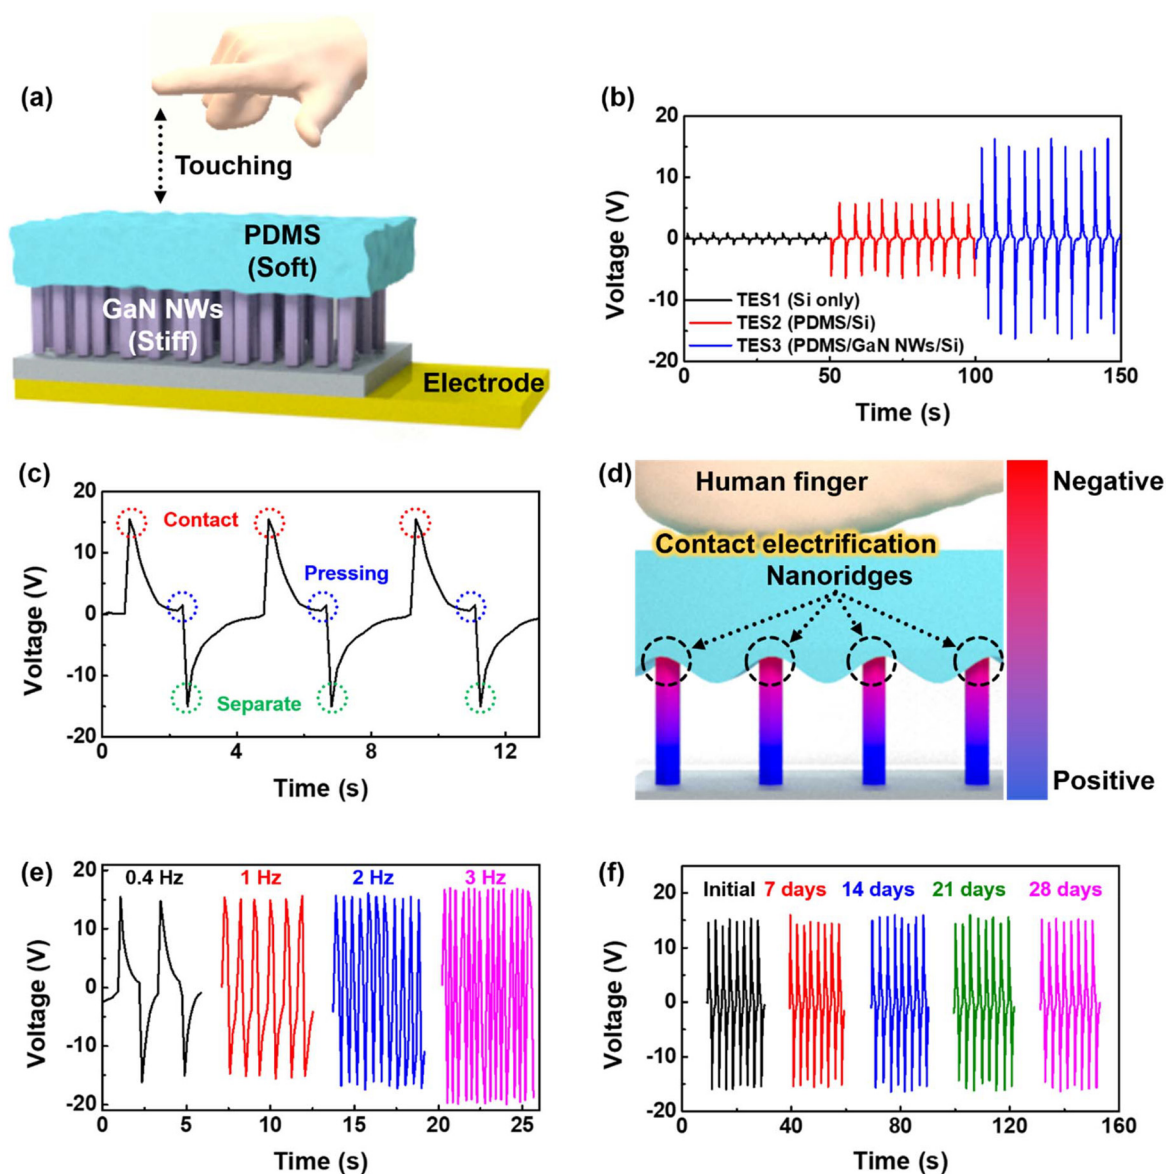 (a)
Touching
PDMS
(Soft)
GaN NWs
(Stiff)
Electrode
(b)
20
10
0
-10
-20
Voltage (V)
TES1 (Si only)
TES2 (PDMS/Si)
TES3 (PDMS/GaN NWs/Si)
0 50 100 150
Time (s)
(c)
20
10
0
-10
-20
Voltage (V)
Contact
Pressing
Separate
0 4 8 12
Time (s)
(d)
Human finger
Contact electrification
Nanoridges
Negative
Positive
(e)
20
10
0
-10
-20
Voltage (V)
0.4 Hz 1 Hz 2 Hz 3 Hz
0 5 10 15 20 25
Time (s)
(f)
20
10
0
-10
-20
Voltage (V)
Initial 7 days 14 days 21 days 28 days
0 40 80 120 160
Time (s)